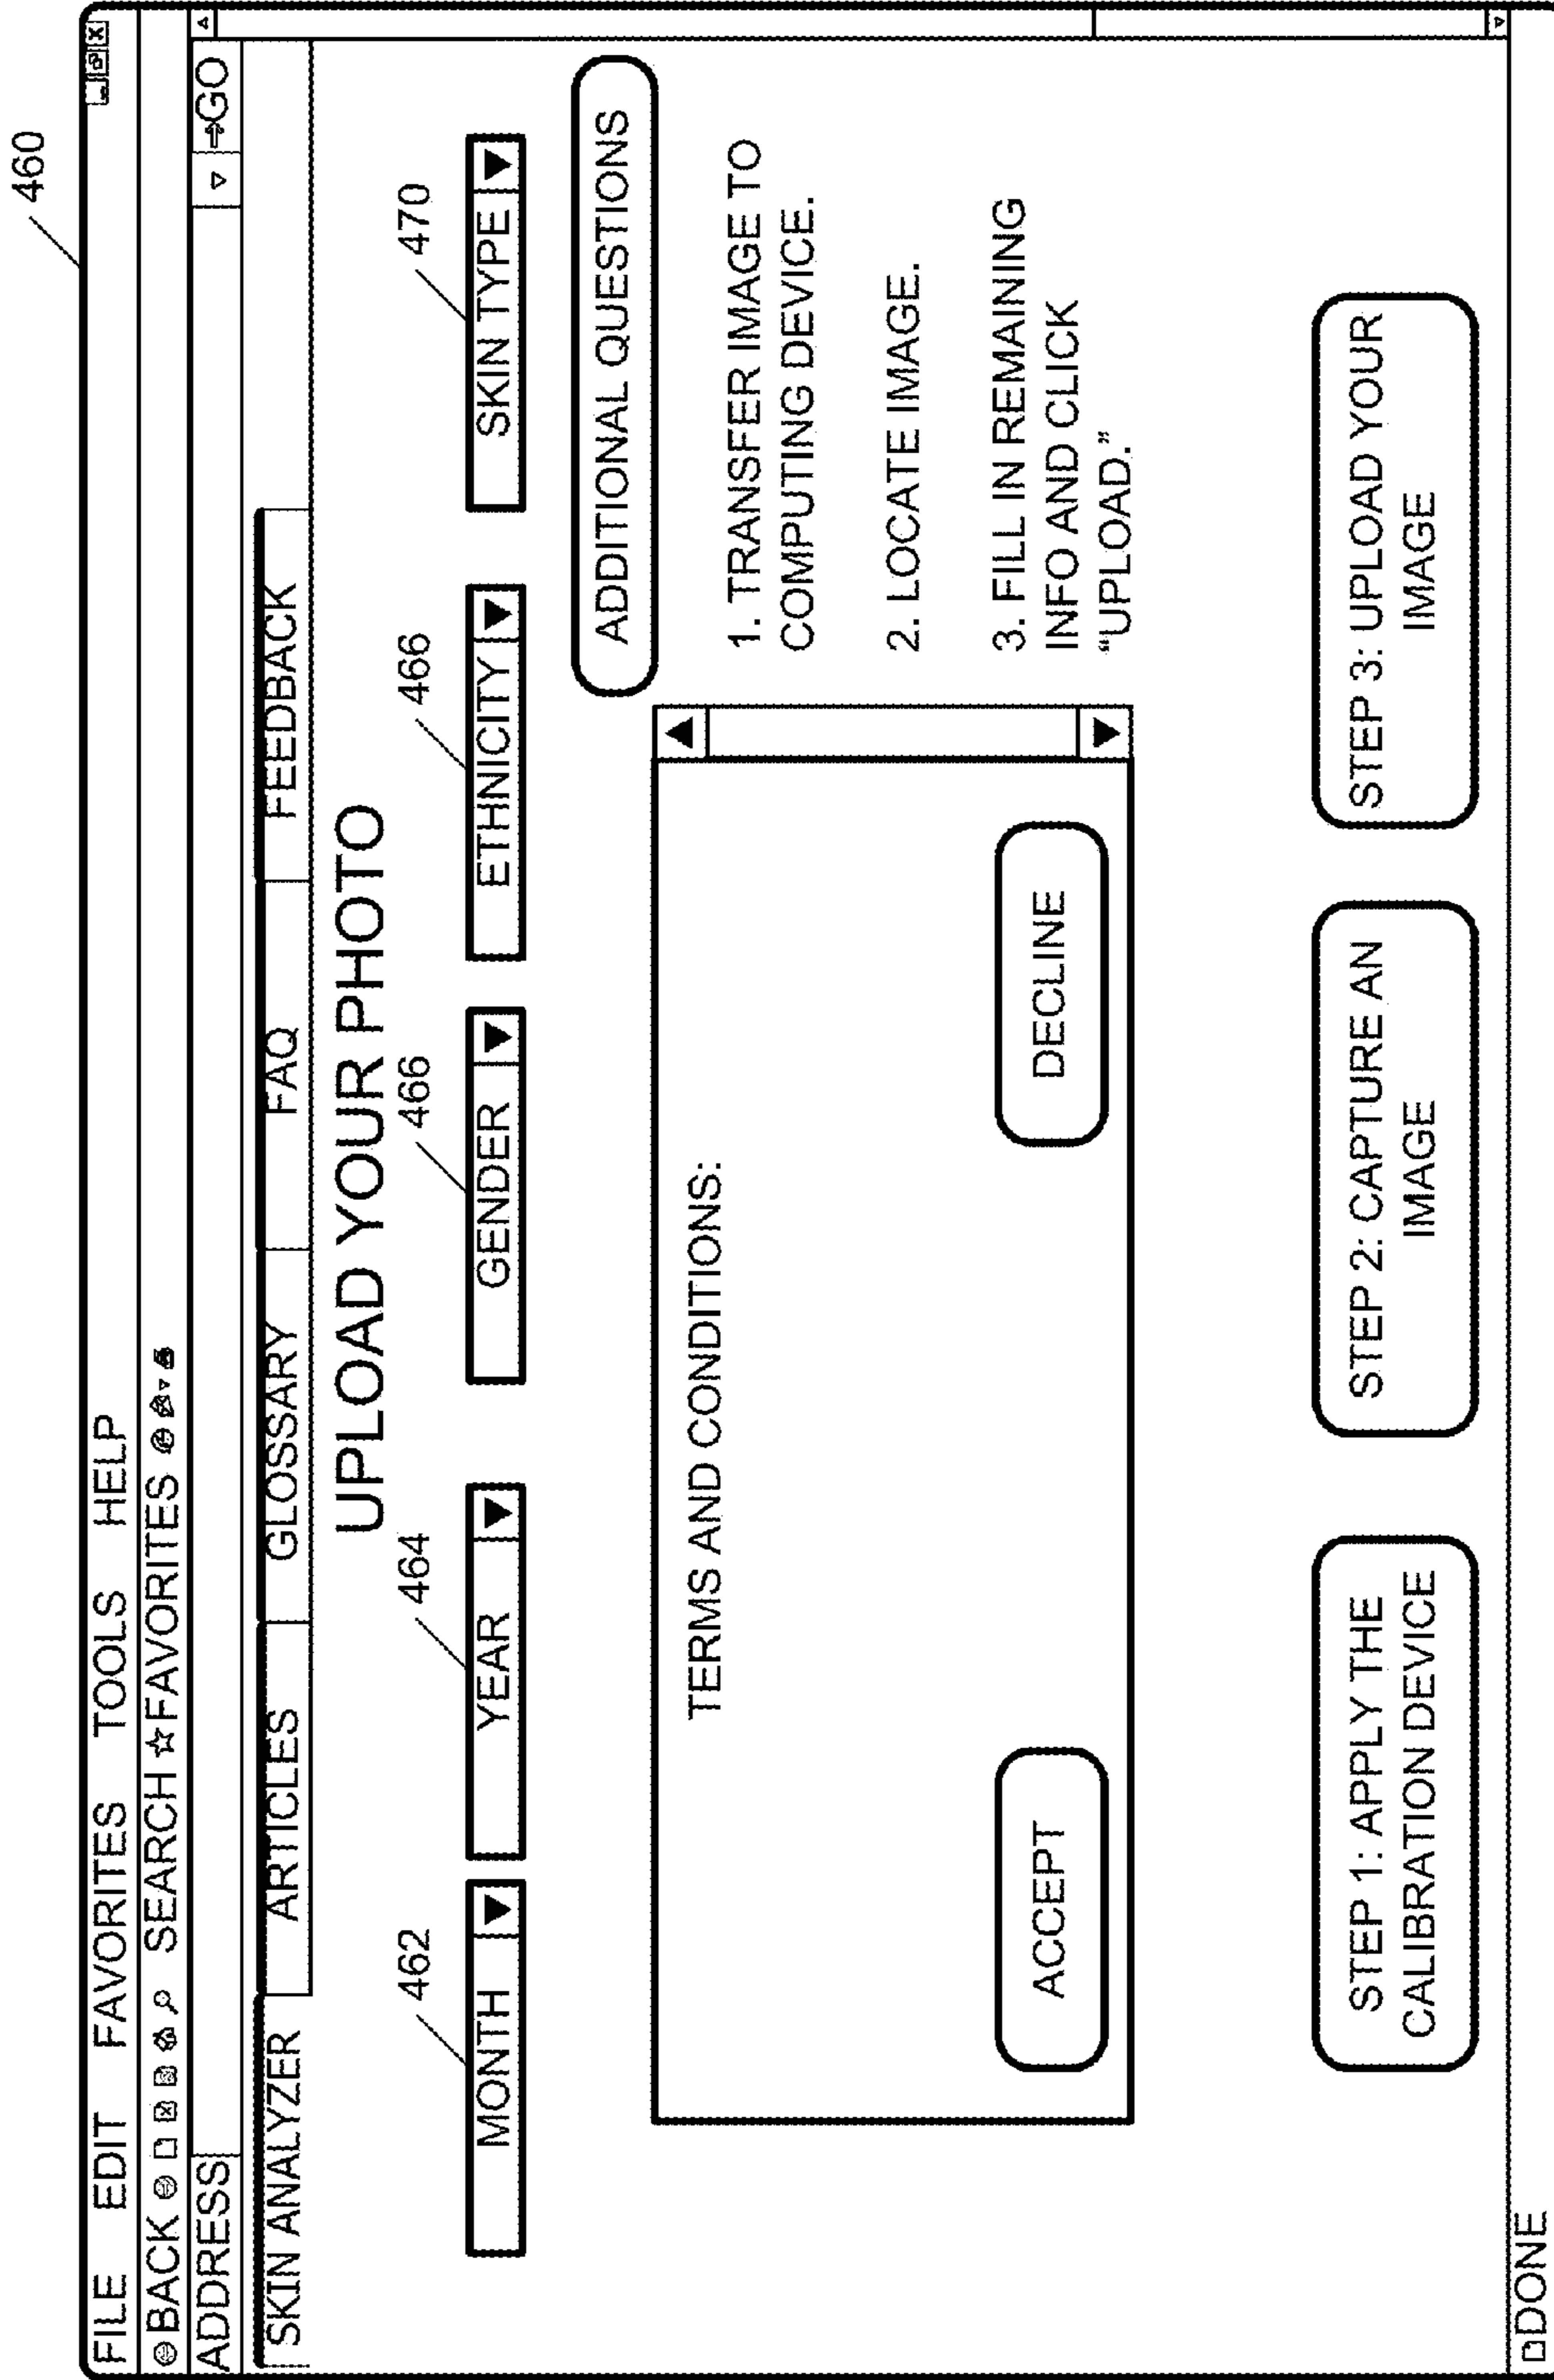 460
FILE EDIT FAVORITES TOOLS HELP
BACK SEARCH FAVORITES
ADDRESS GO
SKIN ANALYZER ARTICLES GLOSSARY FAQ FEEDBACK
UPLOAD YOUR PHOTO
462 464 466 466 470
MONTH YEAR GENDER ETHNICITY SKIN TYPE
ADDITIONAL QUESTIONS
TERMS AND CONDITIONS:
ACCEPT DECLINE
1. TRANSFER IMAGE TO
COMPUTING DEVICE.
2. LOCATE IMAGE.
3. FILL IN REMAINING
INFO AND CLICK
“UPLOAD.”
STEP 1: APPLY THE
CALIBRATION DEVICE
STEP 2: CAPTURE AN
IMAGE
STEP 3: UPLOAD YOUR
IMAGE
DONE